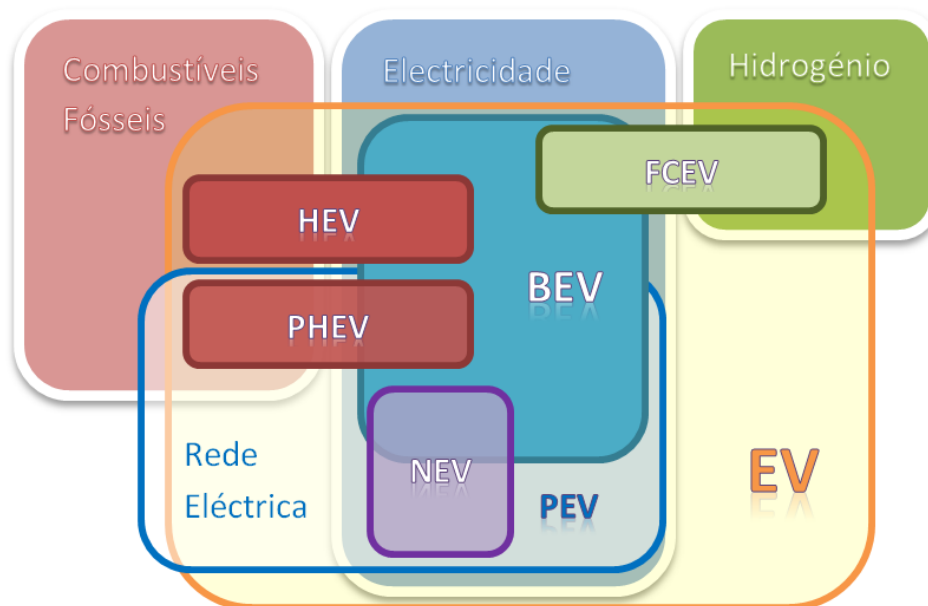 Combustíveis
Fósseis
Electricidade
Hidrogénio
FCEV
HEV
BEV
PHEV
Rede
Eléctrica
NEV
PEV
EV